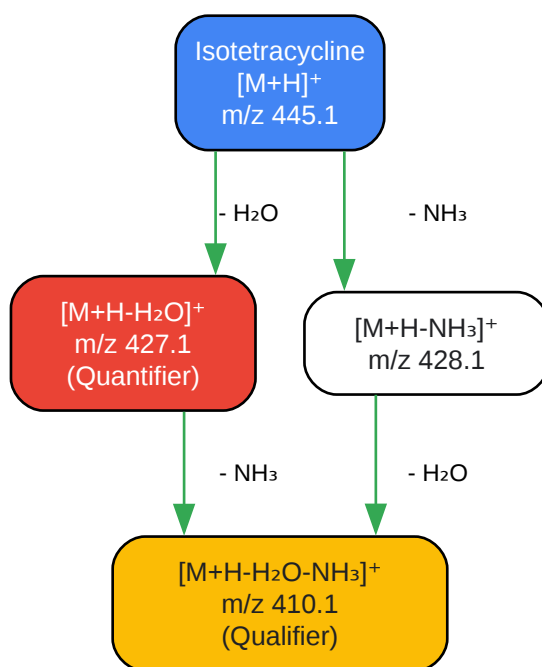 Isotetracycline
[M+H]⁺
m/z 445.1
- H₂O
- NH₃
[M+H-H₂O]⁺
m/z 427.1
(Quantifier)
[M+H-NH₃]⁺
m/z 428.1
- NH₃
- H₂O
[M+H-H₂O-NH₃]⁺
m/z 410.1
(Qualifier)